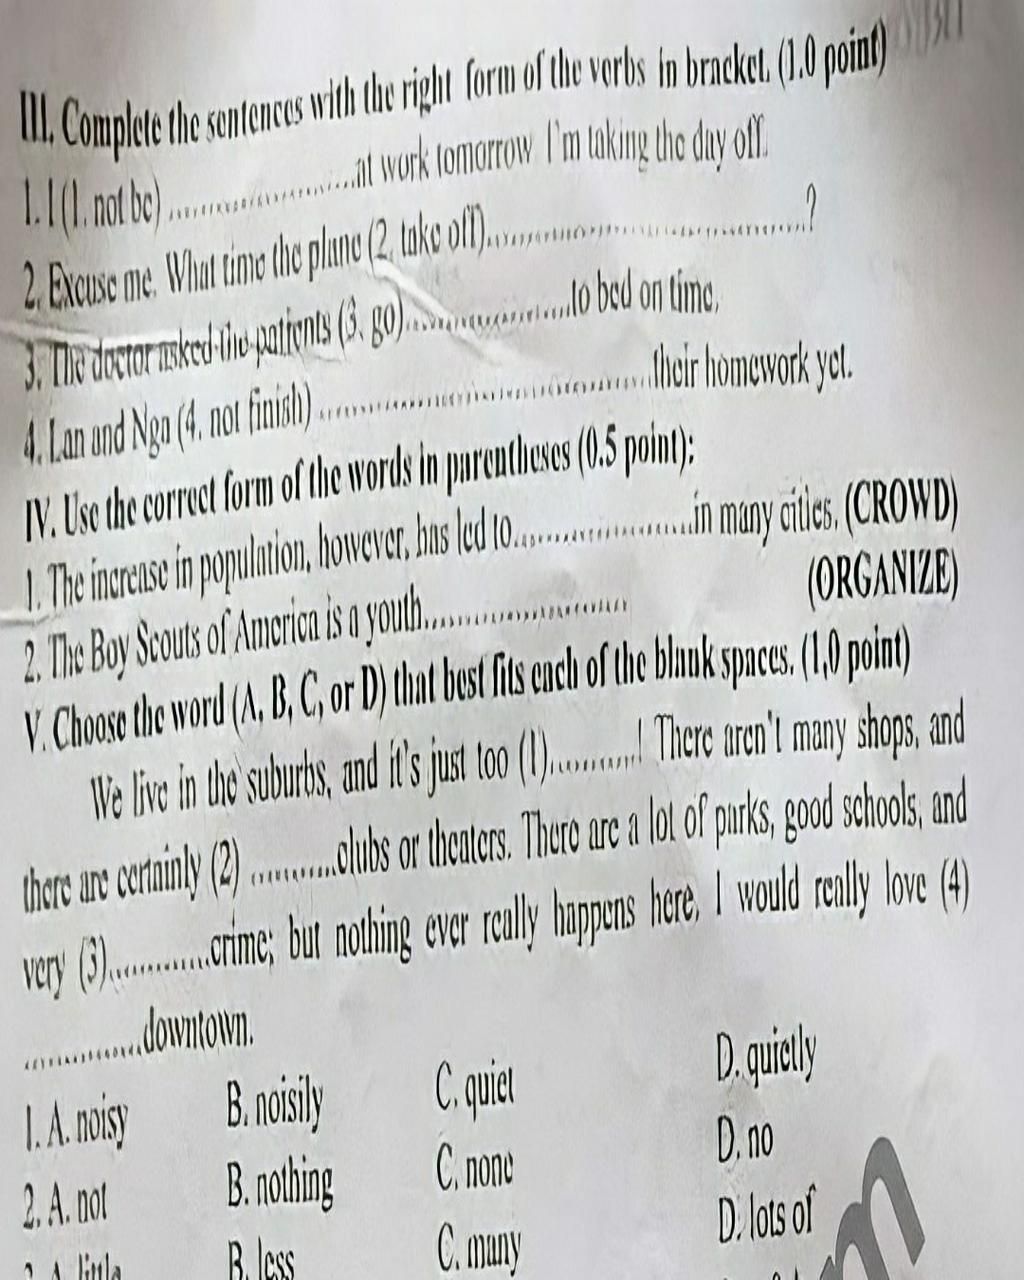 III. Complete the sentences with the right form of the verbs in bracket. (1.0 point)
1. I (1. not be) ........................at work tomorrow I'm taking the day off.
2. Excuse me. What time the plane (2. take off)..........................................?
3. The doctor asked the patients (3. go)......................to bed on time.
4. Lan and Nga (4. not finish) ..........................................their homework yet.
IV. Use the correct form of the words in parentheses (0.5 point):
1. The increase in population, however, has led to.......................in many cities. (CROWD)
2. The Boy Scouts of America is a youth......................... (ORGANIZE)
V. Choose the word (A, B, C, or D) that best fits each of the blank spaces. (1,0 point)
We live in the suburbs, and it's just too (1)...........! There aren't many shops, and
there are certainly (2) ...........clubs or theaters. There are a lot of parks, good schools, and
very (3).............crime; but nothing ever really happens here. I would really love (4)
...............downtown.
1. A. noisy B. noisily C. quiet D. quietly
2. A. not B. nothing C. none D. no
A. little B. less C. many D. lots of
m